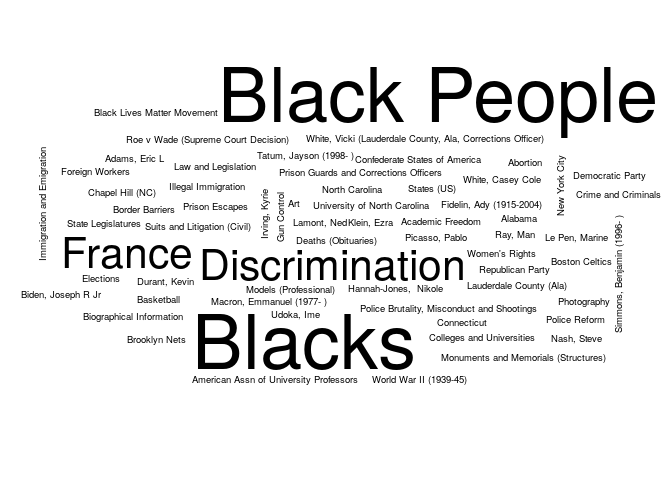 Black People
Black Lives Matter Movement
Roe v Wade (Supreme Court Decision)
White, Vicki (Lauderdale County, Ala, Corrections Officer)
Immigration and Emigration
Adams, Eric L
Tatum, Jayson (1998- )
Confederate States of America
Abortion
New York City
Foreign Workers
Law and Legislation
Prison Guards and Corrections Officers
Democratic Party
Chapel Hill (NC)
Illegal Immigration
North Carolina
States (US)
White, Casey Cole
Crime and Criminals
Border Barriers
Prison Escapes
Irving, Kyrie
Gun Control
Art
University of North Carolina
Fidelin, Ady (1915-2004)
State Legislatures
Suits and Litigation (Civil)
Lamont, Ned
Klein, Ezra
Academic Freedom
Alabama
France
Deaths (Obituaries)
Picasso, Pablo
Ray, Man
Le Pen, Marine
Simmons, Benjamin (1996- )
Discrimination
Women's Rights
Boston Celtics
Republican Party
Elections
Durant, Kevin
Models (Professional)
Hannah-Jones, Nikole
Lauderdale County (Ala)
Biden, Joseph R Jr
Basketball
Macron, Emmanuel (1977- )
Police Brutality, Misconduct and Shootings
Photography
Biographical Information
Udoka, Ime
Connecticut
Police Reform
Blacks
Brooklyn Nets
Colleges and Universities
Nash, Steve
Monuments and Memorials (Structures)
American Assn of University Professors
World War II (1939-45)